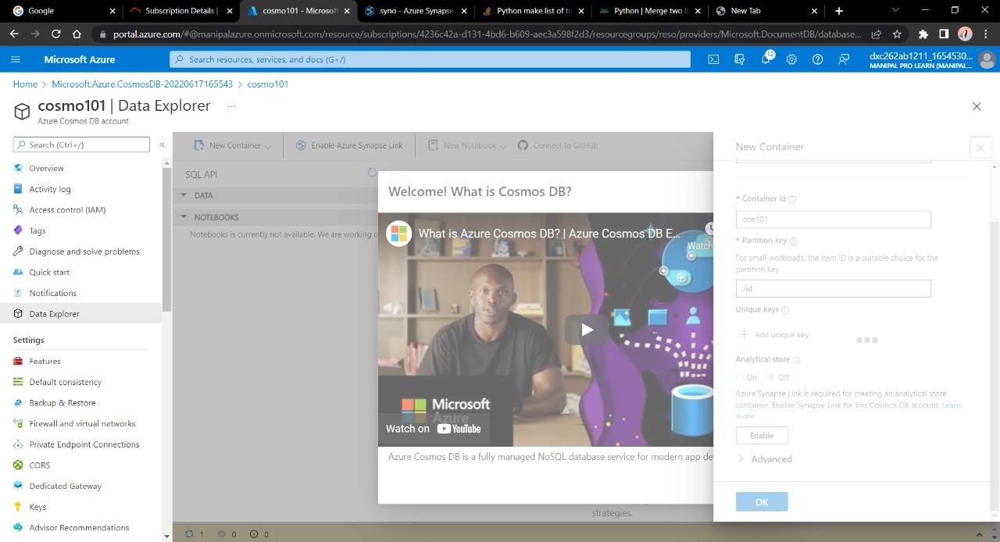 Google
Subscription Details |
cosmo101 - Microsoft
syno - Azure Synapse
Python make list of tu
Python | Merge two li
New Tab
portal.azure.com/#@manipalazure.onmicrosoft.com/resource/subscriptions/4236c42a-d131-4bd6-b609-aec3a598f2d3/resourcegroups/reso/providers/Microsoft.DocumentDB/database...
Microsoft Azure
Search resources, services, and docs (G+/)
12
dxc262ab1211_1654530...
MANIPAL PRO LEARN (MANIPAL...
Home > Microsoft.Azure.CosmosDB-20220617165543 > cosmo101
cosmo101 | Data Explorer ...
Azure Cosmos DB account
Search (Ctrl+/)
Overview
Activity log
Access control (IAM)
Tags
Diagnose and solve problems
Quick start
Notifications
Data Explorer
Settings
Features
Default consistency
Backup & Restore
Firewall and virtual networks
Private Endpoint Connections
CORS
Dedicated Gateway
Keys
Advisor Recommendations
New Container
Enable Azure Synapse Link
New Notebook
Connect to GitHub
SQL API
DATA
NOTEBOOKS
Notebooks is currently not available. We are working o
Welcome! What is Cosmos DB?
What is Azure Cosmos DB? | Azure Cosmos DB E...
Watch
Microsoft
Azure
Watch on YouTube
Azure Cosmos DB is a fully managed NoSQL database service for modern app de
strategies.
1 0 0
New Container
* Container id
con101
* Partition key
For small workloads, the item ID is a suitable choice for the
partition key.
/id
Unique keys
Add unique key
Analytical store
On Off
Azure Synapse Link is required for creating an analytical store
container. Enable Synapse Link for this Cosmos DB account. Learn
more
Enable
Advanced
OK